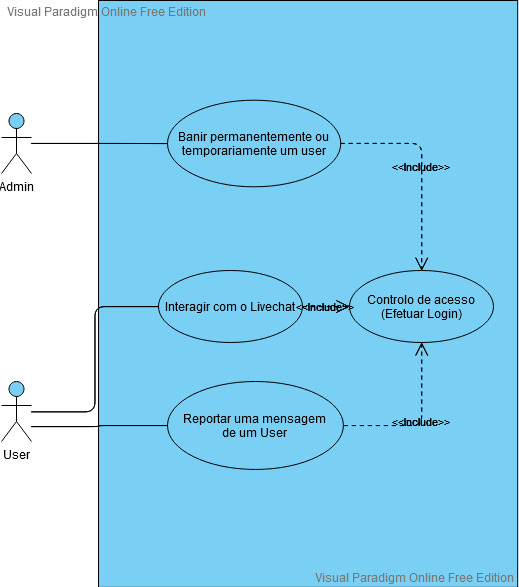 Visual Paradigm Online Free Edition
Banir permanentemente ou
temporariamente um user
<<Include>>
Admin
Interagir com o Livechat
<<Include>>
Controlo de acesso
(Efetuar Login)
Reportar uma mensagem
de um User
<<Include>>
User
Visual Paradigm Online Free Edition